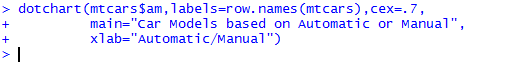 > dotchart(mtcars$am,labels=row.names(mtcars),cex=.7,
+         main="Car Models based on Automatic or Manual",
+         xlab="Automatic/Manual")
>